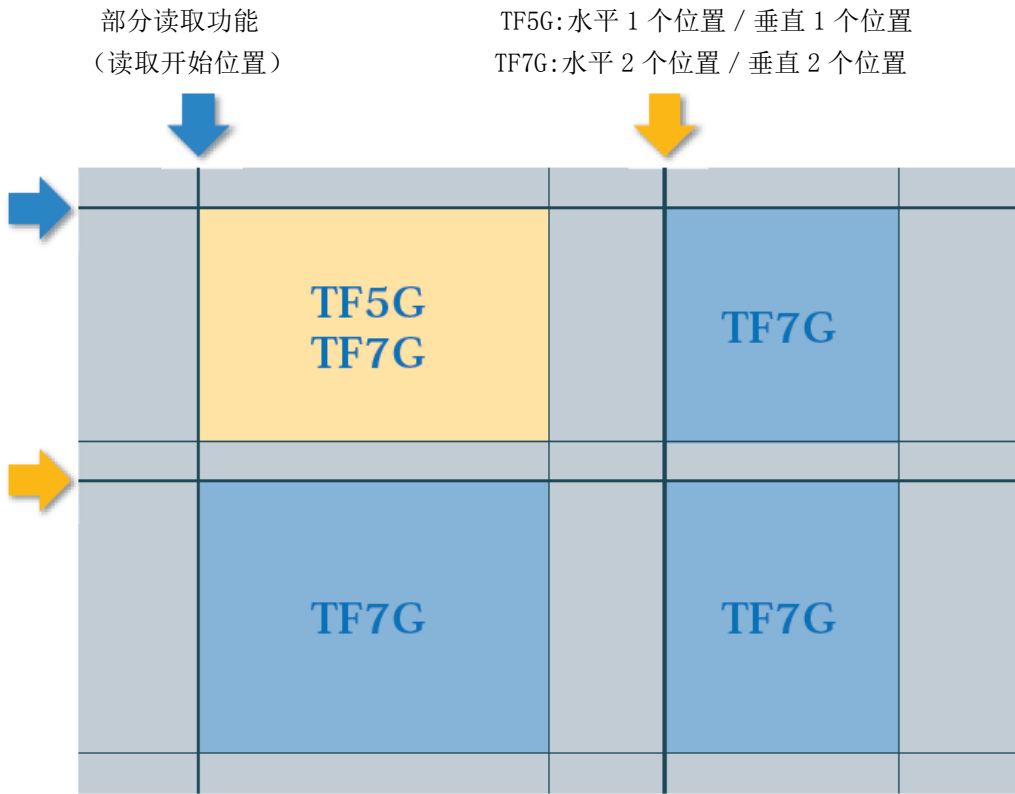 部分读取功能
（读取开始位置）
TF5G:水平 1 个位置 / 垂直 1 个位置
TF7G:水平 2 个位置 / 垂直 2 个位置
TF5G
TF7G
TF7G
TF7G
TF7G